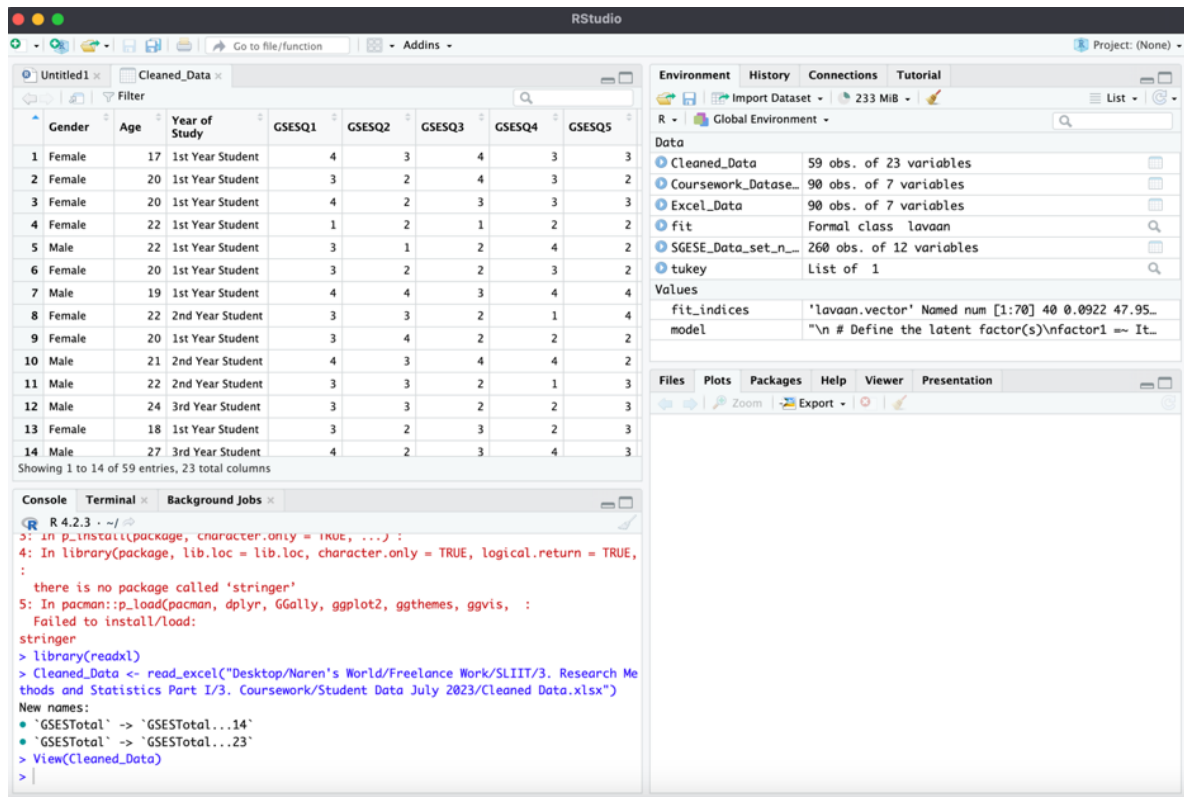 RStudio
Go to file/function
Addins
Project: (None)
Untitled1
Cleaned_Data
Filter
Gender Age Year of Study GSESQ1 GSESQ2 GSESQ3 GSESQ4 GSESQ5
1 Female 17 1st Year Student 4 3 4 3 3
2 Female 20 1st Year Student 3 2 4 3 2
3 Female 20 1st Year Student 4 2 3 3 3
4 Female 22 1st Year Student 1 2 1 2 2
5 Male 22 1st Year Student 3 1 2 4 2
6 Female 20 1st Year Student 3 2 2 3 2
7 Male 19 1st Year Student 4 4 3 4 4
8 Female 22 2nd Year Student 3 3 2 1 4
9 Female 20 1st Year Student 3 4 2 2 2
10 Male 21 2nd Year Student 4 3 4 4 2
11 Male 22 2nd Year Student 3 3 2 1 3
12 Male 24 3rd Year Student 3 3 2 2 3
13 Female 18 1st Year Student 3 2 3 2 3
14 Male 27 3rd Year Student 4 2 3 4 3
Showing 1 to 14 of 59 entries, 23 total columns
Console Terminal Background Jobs
R R 4.2.3 · ~/
3: In p_install(package, character.only = TRUE, ...) :
4: In library(package, lib.loc = lib.loc, character.only = TRUE, logical.return = TRUE,
:
there is no package called ‘stringer’
5: In pacman::p_load(pacman, dplyr, GGally, ggplot2, ggthemes, ggvis, :
Failed to install/load:
stringer
> library(readxl)
> Cleaned_Data <- read_excel("Desktop/Naren's World/Freelance Work/SLIIT/3. Research Me
thods and Statistics Part I/3. Coursework/Student Data July 2023/Cleaned Data.xlsx")
New names:
• `GSESTotal` -> `GSESTotal...14`
• `GSESTotal` -> `GSESTotal...23`
> View(Cleaned_Data)
>
Environment History Connections Tutorial
Import Dataset 233 MiB List
R Global Environment
Data
Cleaned_Data 59 obs. of 23 variables
Coursework_Datase… 90 obs. of 7 variables
Excel_Data 90 obs. of 7 variables
fit Formal class lavaan
SGESE_Data_set_n_… 260 obs. of 12 variables
tukey List of 1
Values
fit_indices 'lavaan.vector' Named num [1:70] 40 0.0922 47.95…
model "\n # Define the latent factor(s)\nfactor1 =~ It…
Files Plots Packages Help Viewer Presentation
Zoom Export